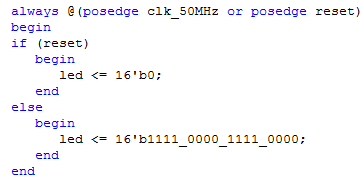 always @(posedge clk_50MHz or posedge reset)
begin
if (reset)
begin
led <= 16'b0;
end
else
begin
led <= 16'b1111_0000_1111_0000;
end
end